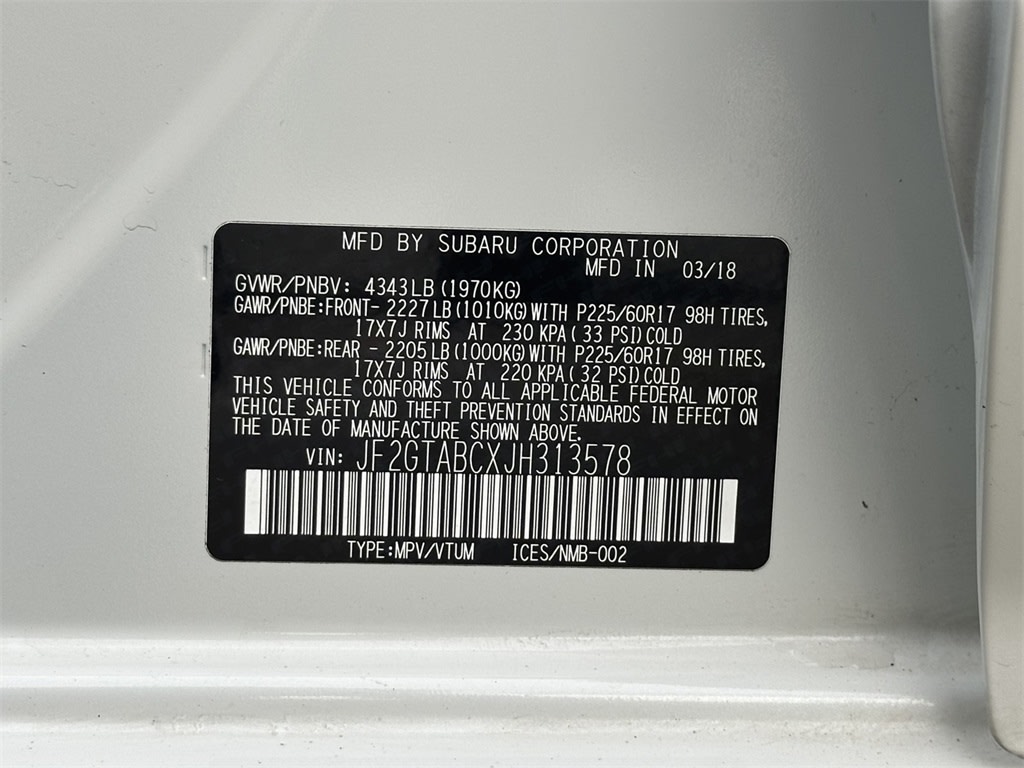 MFD BY SUBARU CORPORATION
MFD IN 03/18
GVWR/PNBV: 4343LB (1970KG)
GAWR/PNBE:FRONT- 2227LB (1010KG) WITH P225/60R17 98H TIRES,
17X7J RIMS AT 230 KPA( 33 PSI) COLD
GAWR/PNBE:REAR - 2205LB (1000KG) WITH P225/60R17 98H TIRES,
17X7J RIMS AT 220 KPA( 32 PSI) COLD
THIS VEHICLE CONFORMS TO ALL APPLICABLE FEDERAL MOTOR
VEHICLE SAFETY AND THEFT PREVENTION STANDARDS IN EFFECT ON
THE DATE OF MANUFACTURE SHOWN ABOVE.
VIN: JF2GTABCXJH313578
TYPE:MPV/VTUM ICES/NMB-002